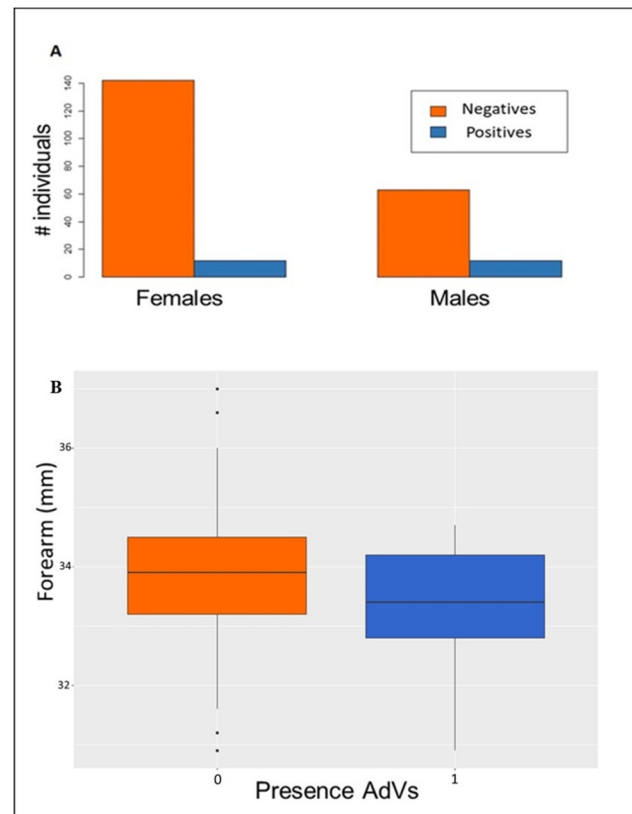 A
# individuals
140
120
100
80
60
40
20
0
Negatives
Positives
Females
Males
B
Forearm (mm)
36
34
32
0
1
Presence AdVs